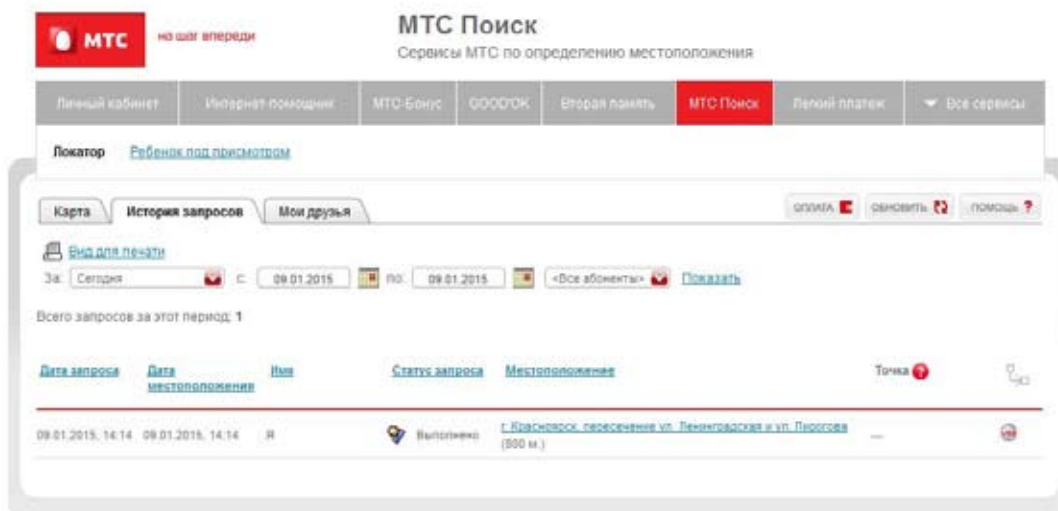 МТС на шаг впереди
МТС Поиск
Сервисы МТС по определению местоположения
Личный кабинет Интернет-помощник МТС-Бонус GOOD'OK Вторая память МТС Поиск Легкий платеж Все сервисы
Локатор Ребенок под присмотром
Карта История запросов Мои друзья ОПЛАТА ОБНОВИТЬ ПОМОЩЬ ?
Вид для печати
За: Сегодня с: 09.01.2015 по: 09.01.2015 <Все абоненты> Показать
Всего запросов за этот период: 1
Дата запроса Дата местоположения Имя Статус запроса Местоположение Точка ?
09.01.2015, 14:14 09.01.2015, 14:14 Я Выполнено г. Красноярск, пересечение ул. Ленинградская и ул. Пирогова
(800 м.) —